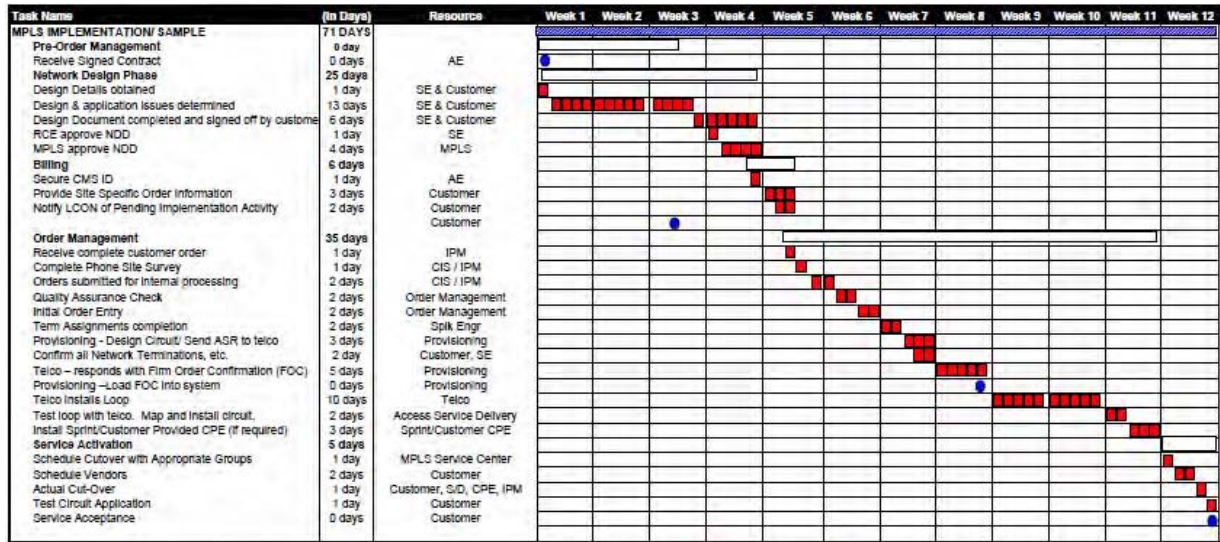 Task Name (In Days) Resource Week 1 Week 2 Week 3 Week 4 Week 5 Week 6 Week 7 Week 8 Week 9 Week 10 Week 11 Week 12
MPLS IMPLEMENTATION/ SAMPLE 71 DAYS
Pre-Order Management 0 day
Receive Signed Contract 0 days AE
Network Design Phase 25 days
Design Details obtained 1 day SE & Customer
Design & application issues determined 13 days SE & Customer
Design Document completed and signed off by custome 6 days SE & Customer
RCE approve NDD 1 day SE
MPLS approve NDD 4 days MPLS
Billing 6 days
Secure CMS ID 1 day AE
Provide Site Specific Order Information 3 days Customer
Notify LCON of Pending Implementation Activity 2 days Customer
Customer
Order Management 35 days
Receive complete customer order 1 day IPM
Complete Phone Site Survey 1 day CIS / IPM
Orders submitted for internal processing 2 days CIS / IPM
Quality Assurance Check 2 days Order Management
Initial Order Entry 2 days Order Management
Term Assignments completion 2 days Splk Engr
Provisioning - Design Circuit/ Send ASR to telco 3 days Provisioning
Confirm all Network Terminations, etc. 2 day Customer, SE
Telco – responds with Firm Order Confirmation (FOC) 5 days Provisioning
Provisioning –Load FOC into system 0 days Provisioning
Telco Installs Loop 10 days Telco
Test loop with telco. Map and Install circuit. 2 days Access Service Delivery
Install Sprint/Customer Provided CPE (if required) 3 days Sprint/Customer CPE
Service Activation 5 days
Schedule Cutover with Appropriate Groups 1 day MPLS Service Center
Schedule Vendors 2 days Customer
Actual Cut-Over 1 day Customer, S/D, CPE, IPM
Test Circuit Application 1 day Customer
Service Acceptance 0 days Customer